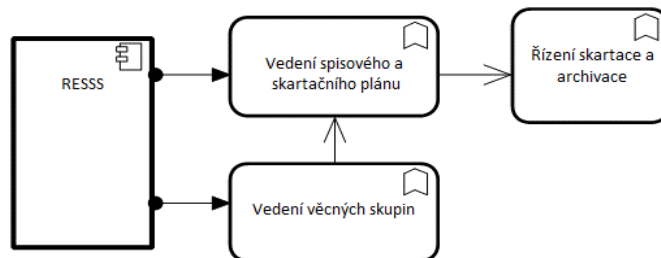 RESSS
Vedení spisového a
skartačního plánu
Řízení skartace a
archivace
Vedení věcných skupin